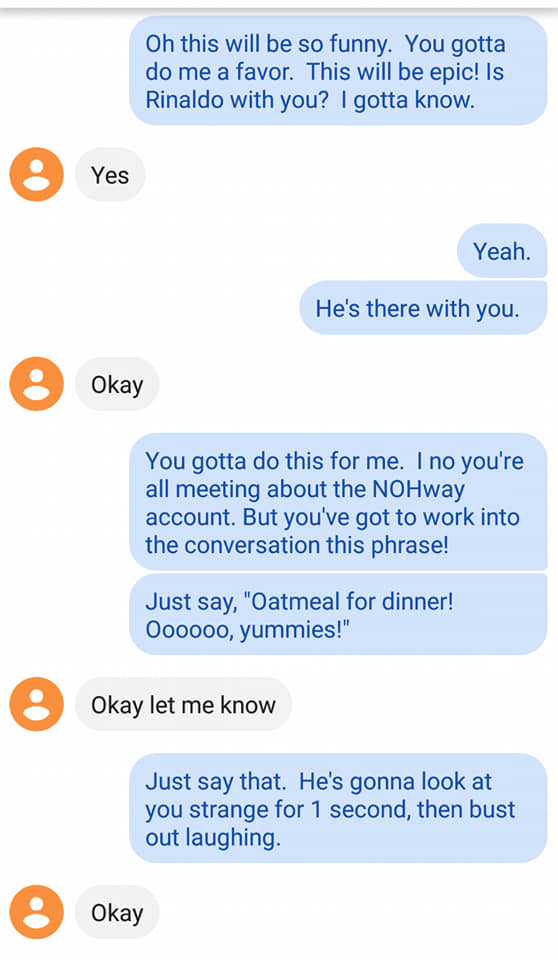 Oh this will be so funny.  You gotta
do me a favor.  This will be epic! Is
Rinaldo with you?  I gotta know.
Yes
Yeah.
He's there with you.
Okay
You gotta do this for me.  I no you're
all meeting about the NOHway
account. But you've got to work into
the conversation this phrase!
Just say, "Oatmeal for dinner!
Oooooo, yummies!"
Okay let me know
Just say that.  He's gonna look at
you strange for 1 second, then bust
out laughing.
Okay